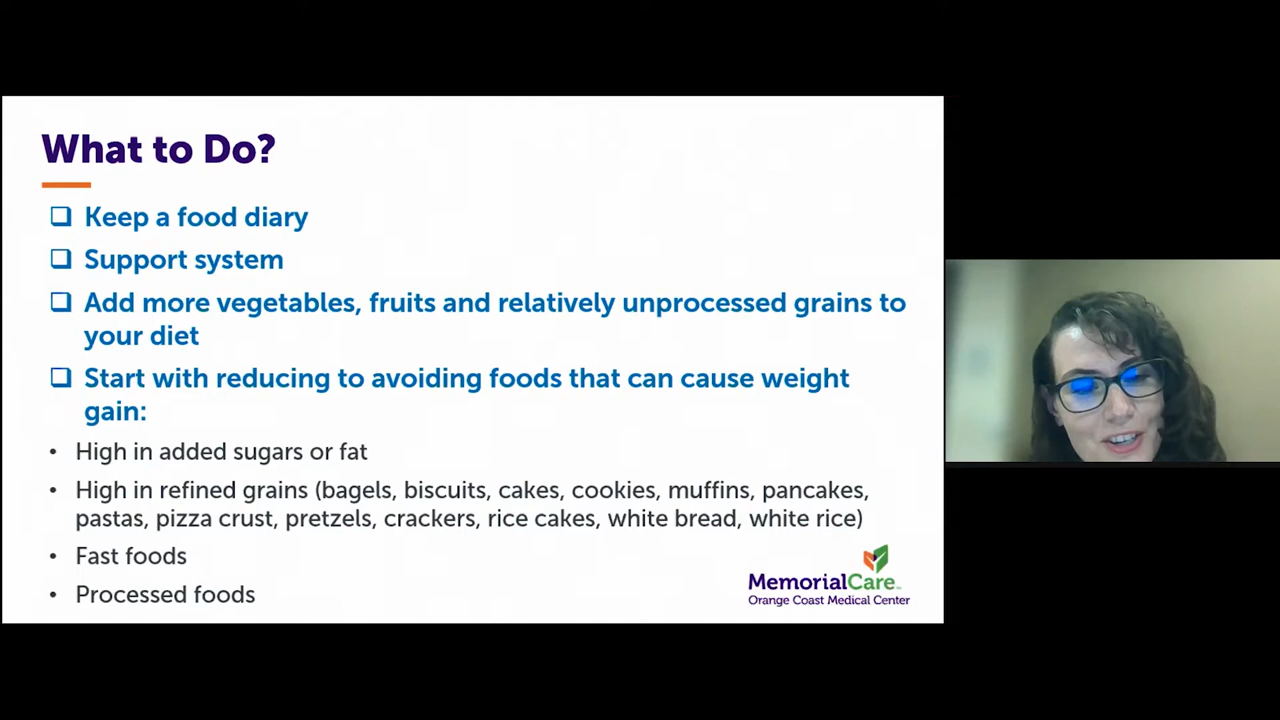 What to Do?
❑ Keep a food diary
❑ Support system
❑ Add more vegetables, fruits and relatively unprocessed grains to
your diet
❑ Start with reducing to avoiding foods that can cause weight
gain:
• High in added sugars or fat
• High in refined grains (bagels, biscuits, cakes, cookies, muffins, pancakes,
pastas, pizza crust, pretzels, crackers, rice cakes, white bread, white rice)
• Fast foods
• Processed foods
MemorialCare™
Orange Coast Medical Center